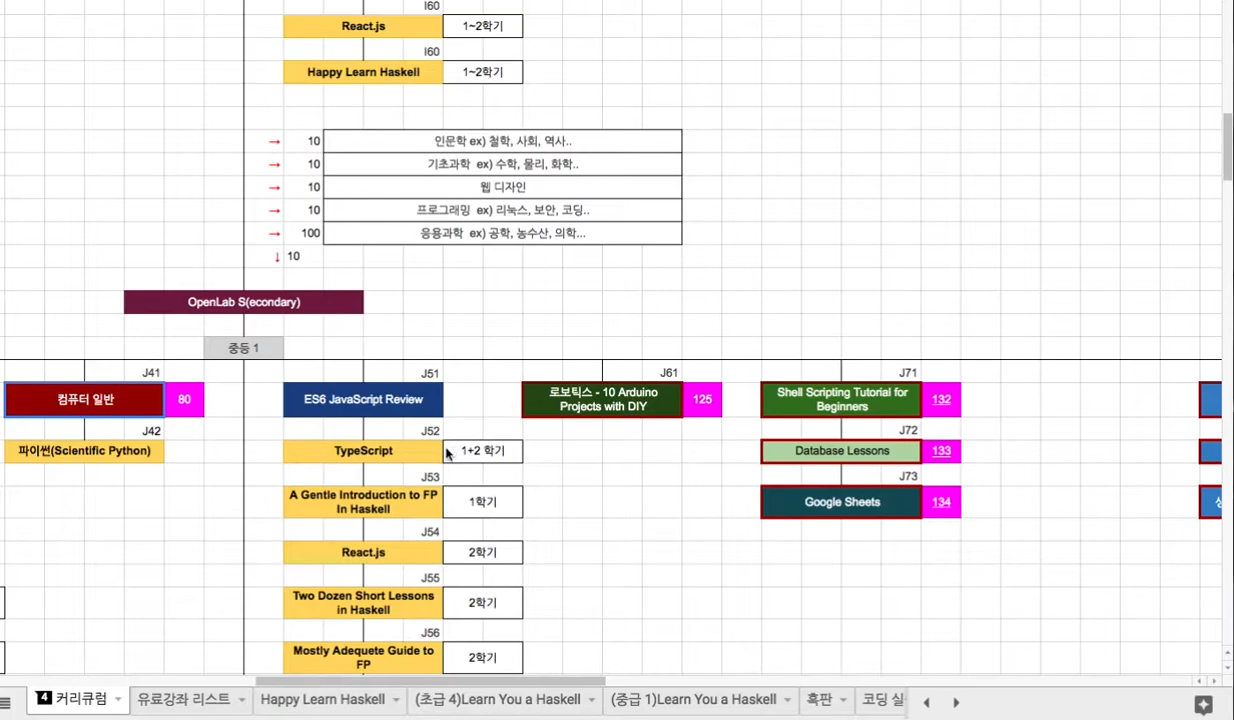 I60
React.js 1~2학기
I60
Happy Learn Haskell 1~2학기
→ 10 인문학 ex) 철학, 사회, 역사..
→ 10 기초과학 ex) 수학, 물리, 화학..
→ 10 웹 디자인
→ 10 프로그래밍 ex) 리눅스, 보안, 코딩..
→ 100 응용과학 ex) 공학, 농수산, 의학...
↓ 10
OpenLab S(econdary)
중등 1
J41
컴퓨터 일반 80
J42
파이썬(Scientific Python)
J51
ES6 JavaScript Review
J52
TypeScript 1+2 학기
J53
A Gentle Introduction to FP
In Haskell
1학기
J54
React.js 2학기
J55
Two Dozen Short Lessons
in Haskell
2학기
J56
Mostly Adequete Guide to
FP
2학기
J61
로보틱스 - 10 Arduino
Projects with DIY
125
J71
Shell Scripting Tutorial for
Beginners
132
J72
Database Lessons 133
J73
Google Sheets 134
4 커리큐럼 유료강좌 리스트 Happy Learn Haskell (초급 4)Learn You a Haskell (중급 1)Learn You a Haskell 흑판 코딩 실